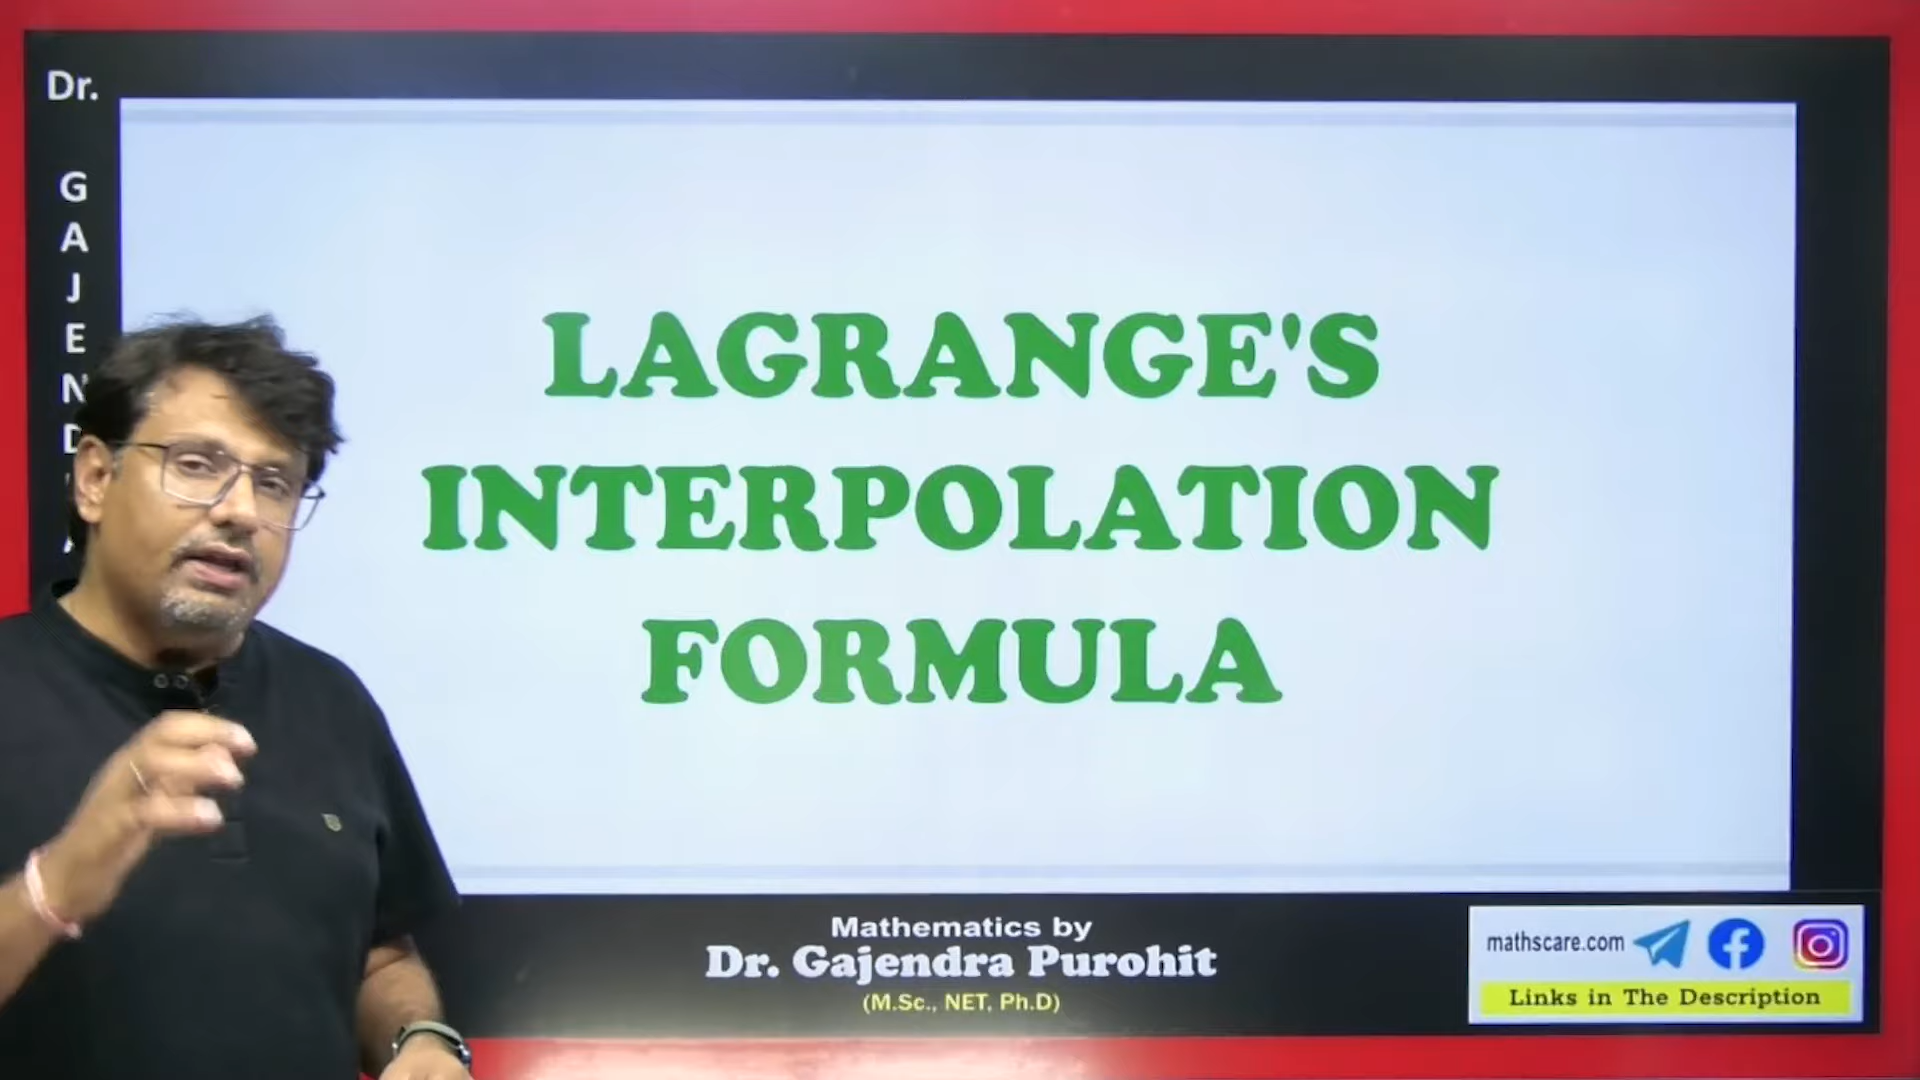 Dr.
G
A
J
E
N
D
LAGRANGE'S
INTERPOLATION
FORMULA
Mathematics by
Dr. Gajendra Purohit
(M.Sc., NET, Ph.D)
mathscare.com
Links in The Description